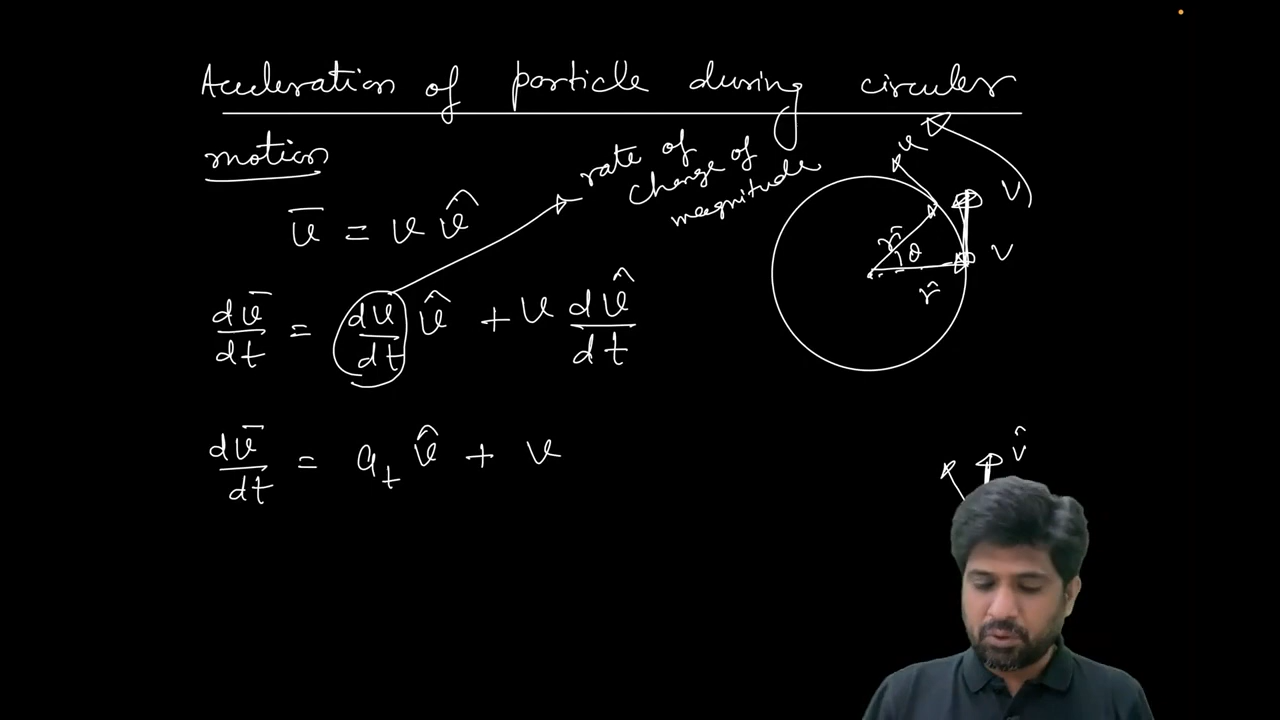 Acceleration of particle during circular
motion
rate of
change of
magnitude
v̄ = v v̂
dv̄/dt = dv/dt v̂ + v dv̂/dt
dv̄/dt = a_t v̂ + v
v
v
v
r̂
θ
r̂
v̂